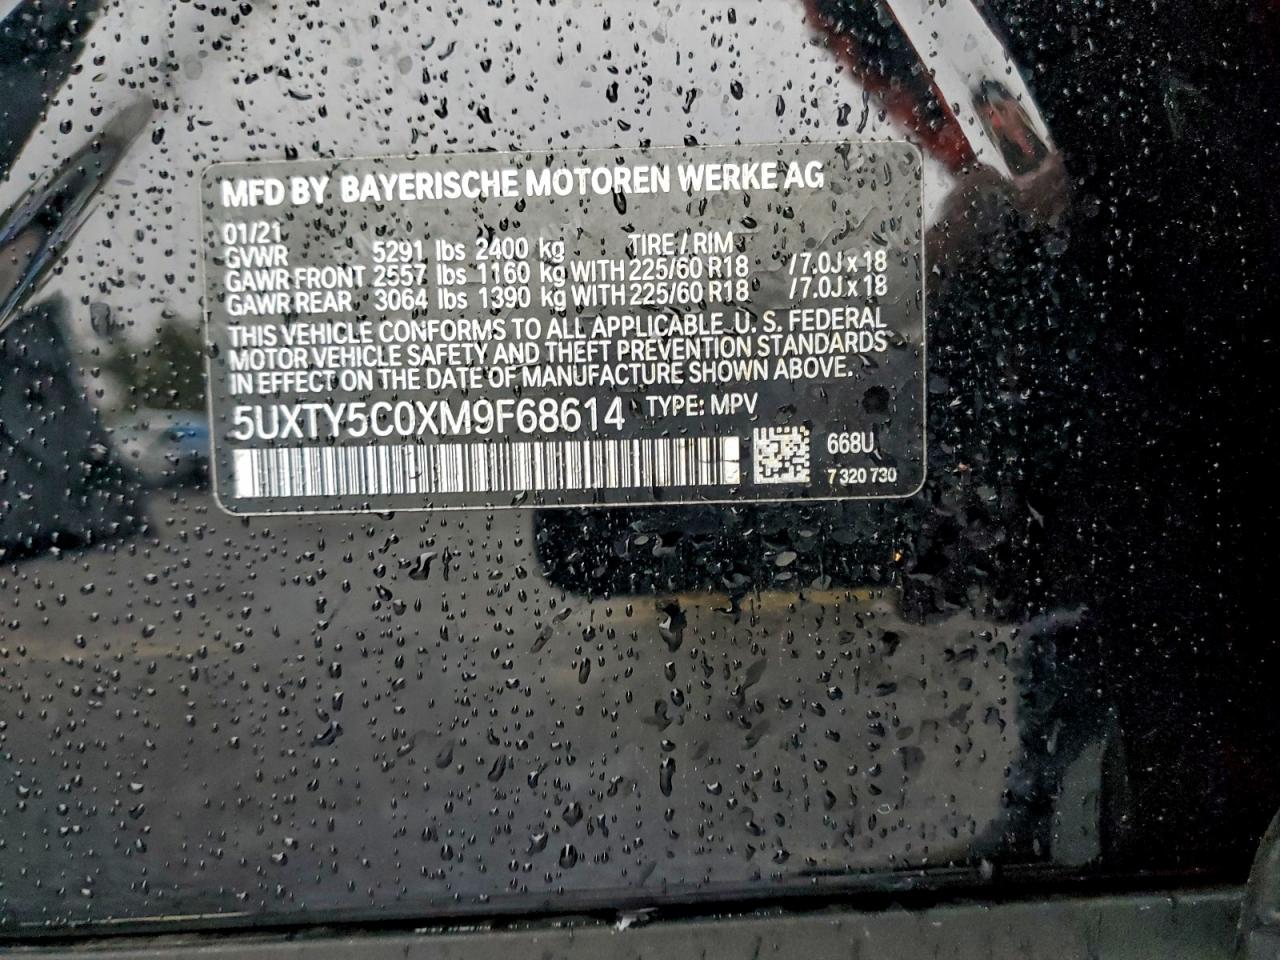 MFD BY BAYERISCHE MOTOREN WERKE AG
01/21
GVWR 5291 lbs 2400 kg TIRE / RIM
GAWR FRONT 2557 lbs 1160 kg WITH 225/60 R18 / 7.0J x 18
GAWR REAR 3064 lbs 1390 kg WITH 225/60 R18 / 7.0J x 18
THIS VEHICLE CONFORMS TO ALL APPLICABLE U. S. FEDERAL
MOTOR VEHICLE SAFETY AND THEFT PREVENTION STANDARDS
IN EFFECT ON THE DATE OF MANUFACTURE SHOWN ABOVE.
5UXTY5C0XM9F68614 TYPE: MPV
668U
7 320 730